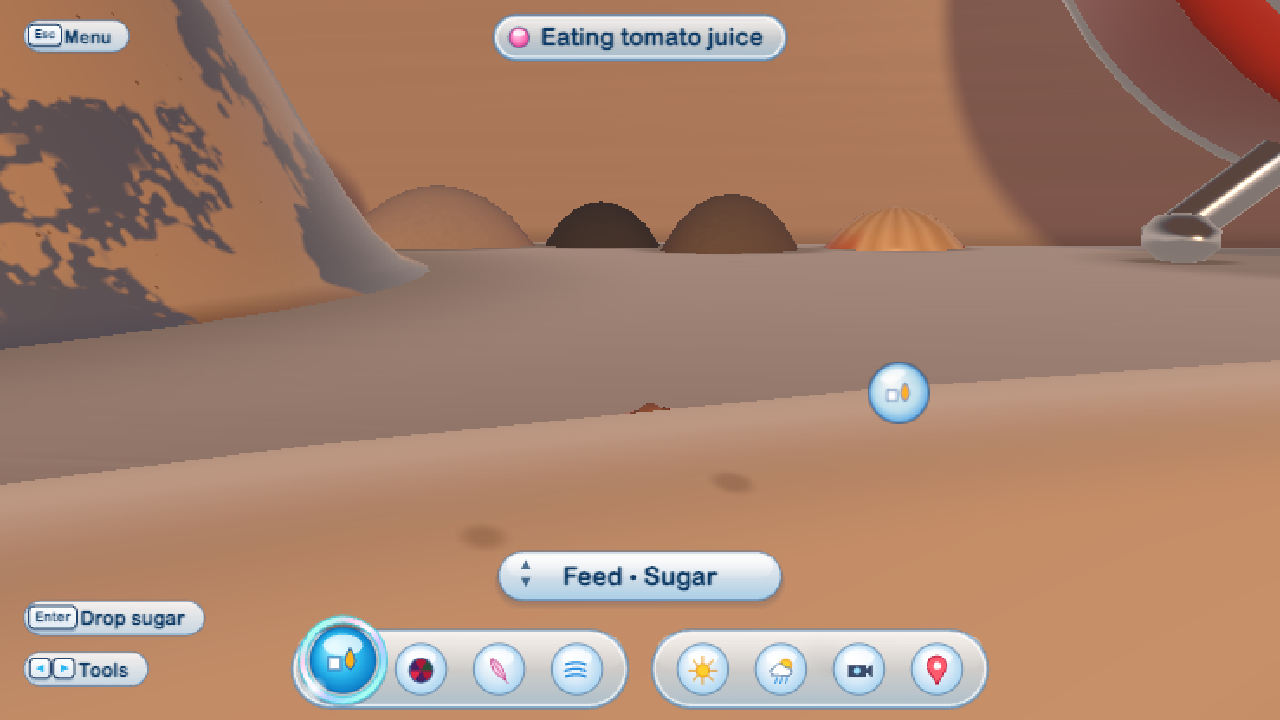 Esc Menu
Eating tomato juice
Feed • Sugar
Enter Drop sugar
Tools